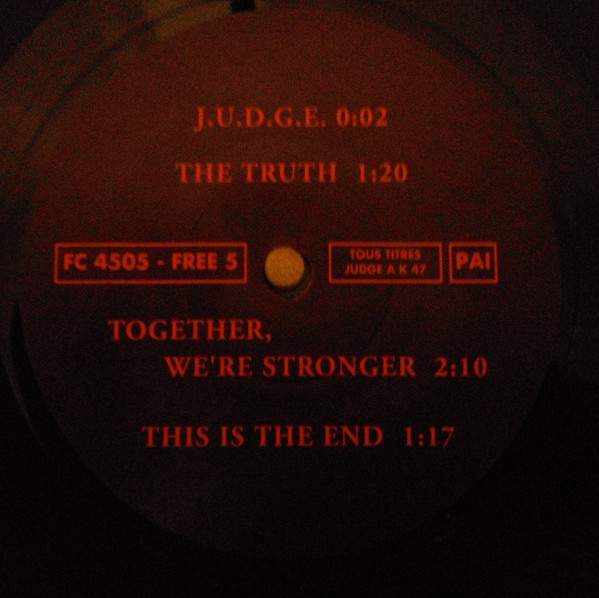 J.U.D.G.E. 0:02
THE TRUTH 1:20
FC 4505 - FREE 5
TOUS TITRES
JUDGE A K 47
PAI
TOGETHER,
WE'RE STRONGER 2:10
THIS IS THE END 1:17